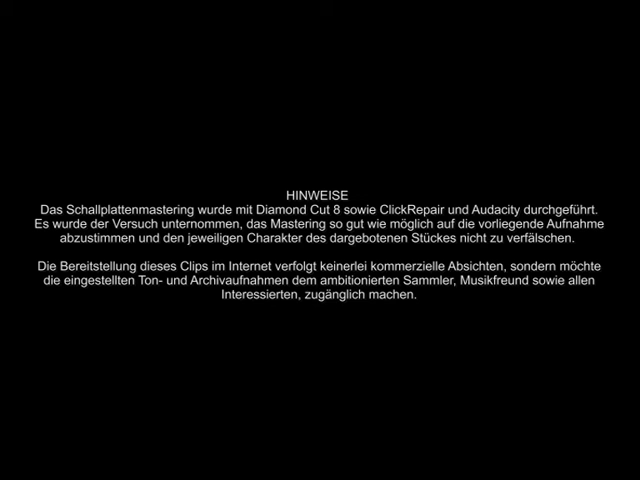 HINWEISE
Das Schallplattenmastering wurde mit Diamond Cut 8 sowie ClickRepair und Audacity durchgeführt.
Es wurde der Versuch unternommen, das Mastering so gut wie möglich auf die vorliegende Aufnahme
abzustimmen und den jeweiligen Charakter des dargebotenen Stückes nicht zu verfälschen.
Die Bereitstellung dieses Clips im Internet verfolgt keinerlei kommerzielle Absichten, sondern möchte
die eingestellten Ton- und Archivaufnahmen dem ambitionierten Sammler, Musikfreund sowie allen
Interessierten, zugänglich machen.